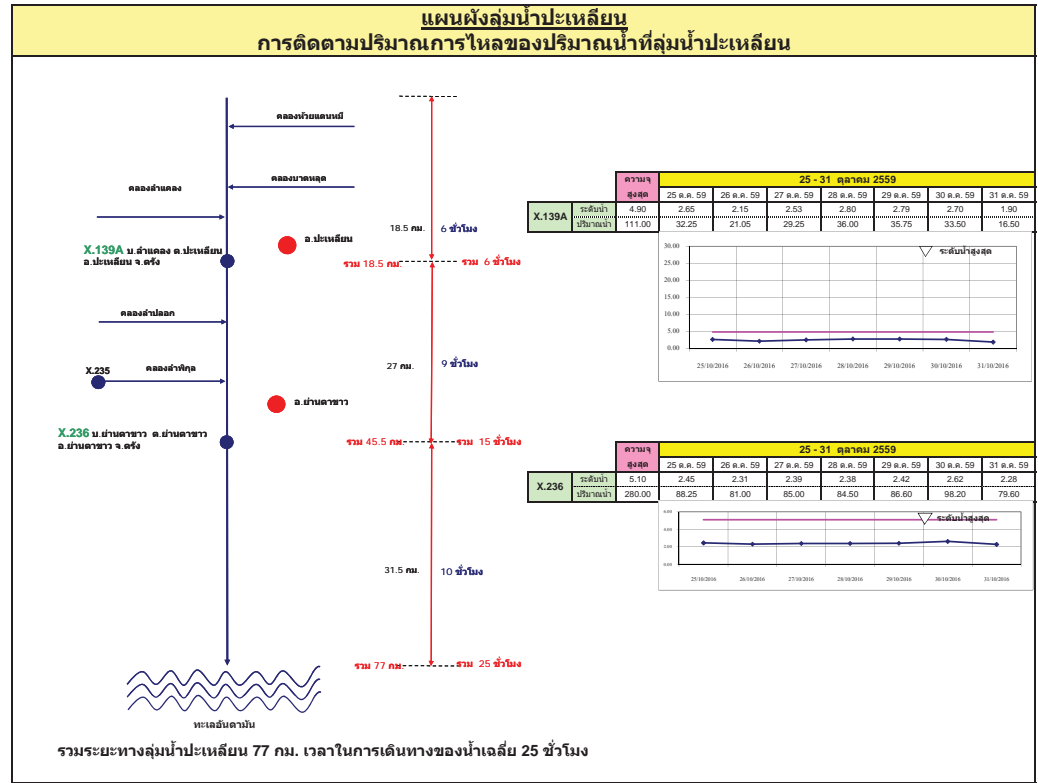 แผนผังลุ่มน้ำปะเหลียน
การติดตามปริมาณการไหลของปริมาณน้ำที่ลุ่มน้ำปะเหลียน
คลองห้วยแดนหมี
คลองบาดหลุด
คลองลำแคลง
18.5 กม. 6 ชั่วโมง
อ.ปะเหลียน
X.139A บ.ลำแคลง ต.ปะเหลียน
อ.ปะเหลียน จ.ตรัง
รวม 18.5 กม. รวม 6 ชั่วโมง
คลองลำปลอก
27 กม. 9 ชั่วโมง
X.235 คลองลำพิกุล
อ.ย่านตาขาว
X.236 บ.ย่านตาขาว ต.ย่านตาขาว
อ.ย่านตาขาว จ.ตรัง
รวม 45.5 กม. รวม 15 ชั่วโมง
31.5 กม. 10 ชั่วโมง
รวม 77 กม. รวม 25 ชั่วโมง
ทะเลอันดามัน
ความจุ 25 - 31 ตุลาคม 2559
สูงสุด 25 ต.ค. 59 26 ต.ค. 59 27 ต.ค. 59 28 ต.ค. 59 29 ต.ค. 59 30 ต.ค. 59 31 ต.ค. 59
X.139A ระดับน้ำ 4.90 2.65 2.15 2.53 2.80 2.79 2.70 1.90
ปริมาณน้ำ 111.00 32.25 21.05 29.25 36.00 35.75 33.50 16.50
ระดับน้ำสูงสุด
30.00
25.00
20.00
15.00
10.00
5.00
0.00
25/10/2016 26/10/2016 27/10/2016 28/10/2016 29/10/2016 30/10/2016 31/10/2016
ความจุ 25 - 31 ตุลาคม 2559
สูงสุด 25 ต.ค. 59 26 ต.ค. 59 27 ต.ค. 59 28 ต.ค. 59 29 ต.ค. 59 30 ต.ค. 59 31 ต.ค. 59
X.236 ระดับน้ำ 5.10 2.45 2.31 2.39 2.38 2.42 2.62 2.28
ปริมาณน้ำ 280.00 88.25 81.00 85.00 84.50 86.60 98.20 79.60
ระดับน้ำสูงสุด
6.00
4.00
2.00
0.00
25/10/2016 26/10/2016 27/10/2016 28/10/2016 29/10/2016 30/10/2016 31/10/2016
รวมระยะทางลุ่มน้ำปะเหลียน 77 กม. เวลาในการเดินทางของน้ำเฉลี่ย 25 ชั่วโมง